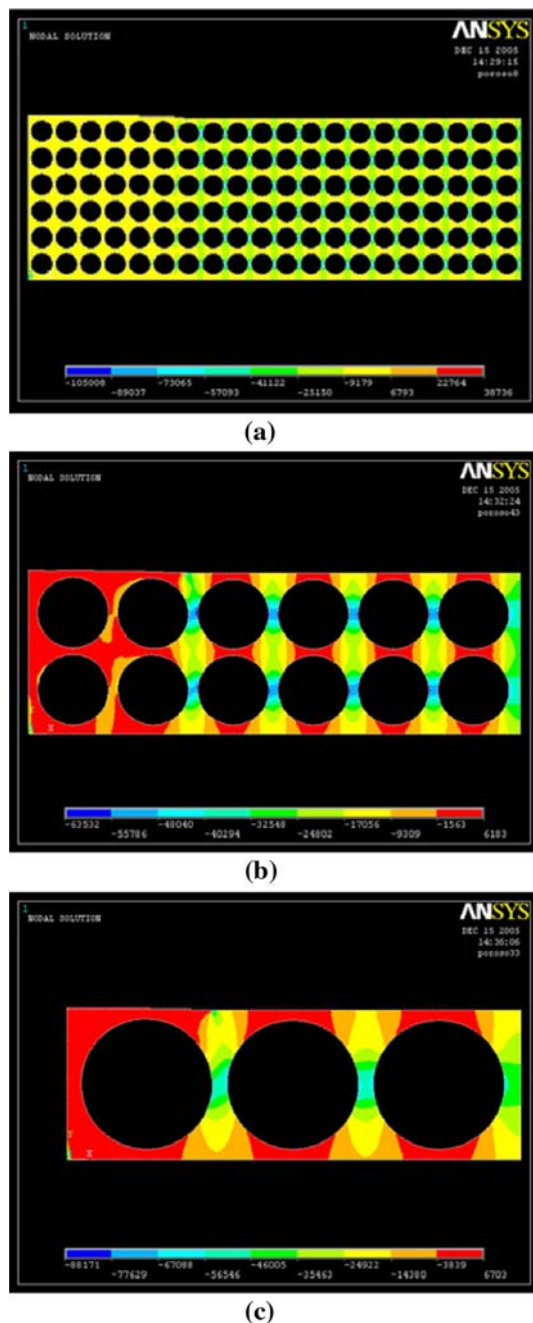 1
NODAL SOLUTION
ANSYS
DEC 15 2005
14:29:15
poroso8
-105008 -73065 -41122 -9179 22764
-89037 -57093 -25150 6793 38736
(a)
1
NODAL SOLUTION
ANSYS
DEC 15 2005
14:32:24
poroso43
X
-63532 -48040 -32548 -17056 -1563
-55786 -40294 -24802 -9309 6183
(b)
1
NODAL SOLUTION
ANSYS
DEC 15 2005
14:36:06
poroso33
X
-88171 -67088 -46005 -24922 -3839
-77629 -56546 -35463 -14380 6703
(c)